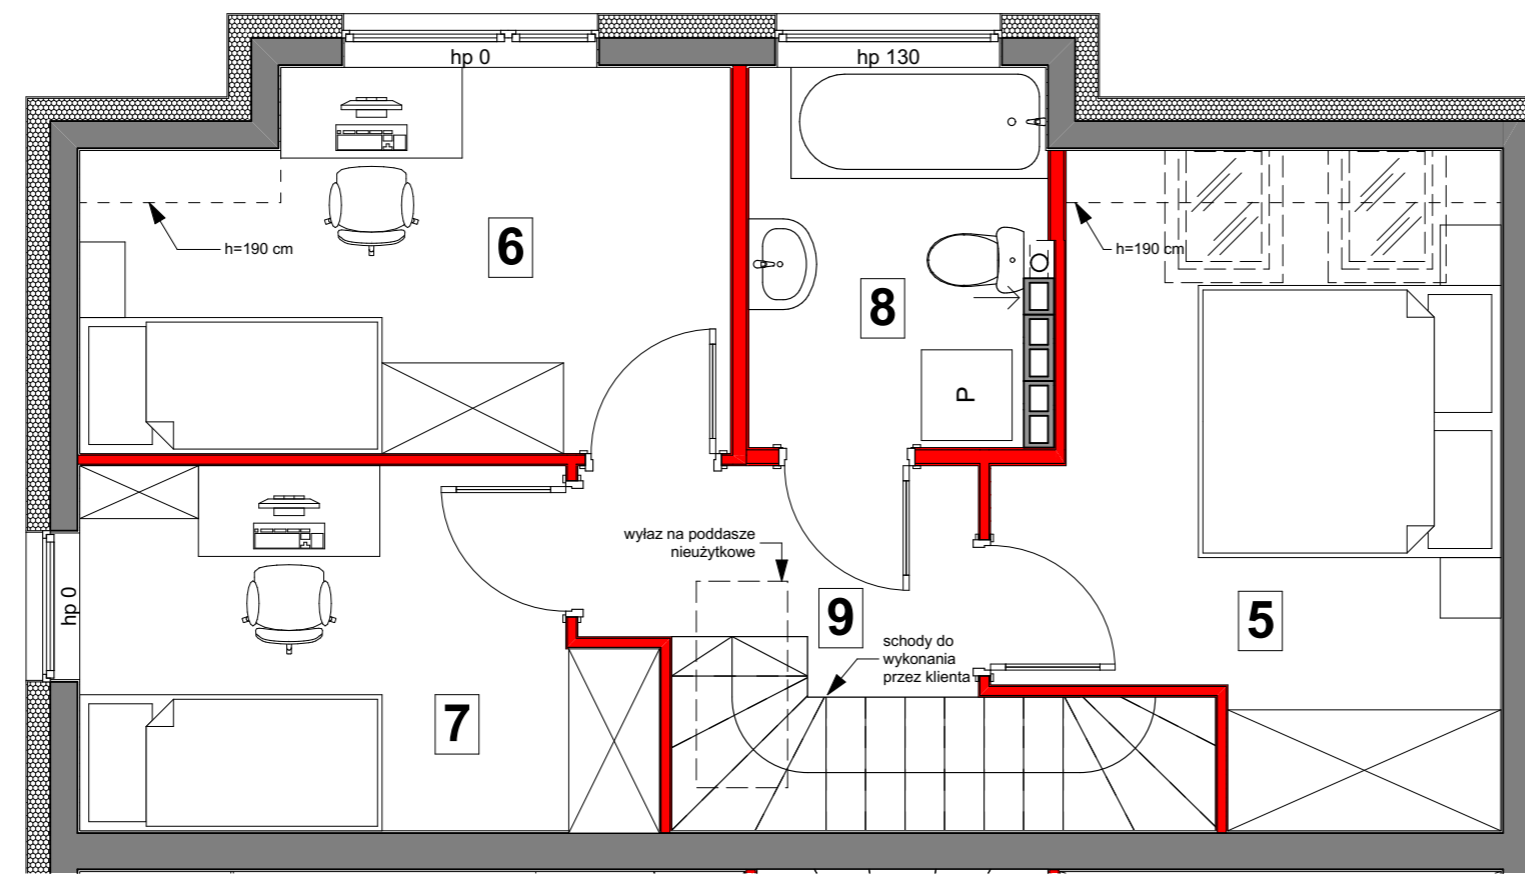 hp 0
hp 130
h=190 cm
6
h=190 cm
8
P
wyłaz na poddasze
nieużytkowe
hp 0
9
5
schody do
wykonania
przez klienta
7